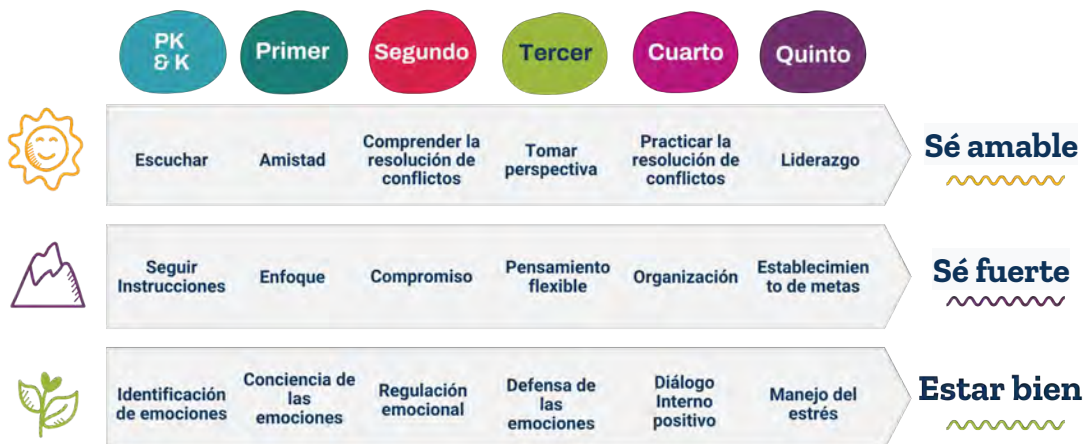 PK
& K
Primer
Segundo
Tercer
Cuarto
Quinto
Escuchar
Amistad
Comprender la
resolución de
conflictos
Tomar
perspectiva
Practicar la
resolución de
conflictos
Liderazgo
Sé amable
Seguir
Instrucciones
Enfoque
Compromiso
Pensamiento
flexible
Organización
Establecimien
to de metas
Sé fuerte
Identificación
de emociones
Conciencia de
las
emociones
Regulación
emocional
Defensa de
las
emociones
Diálogo
Interno
positivo
Manejo del
estrés
Estar bien